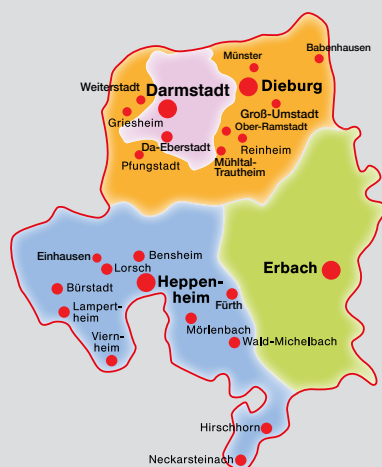 Babenhausen
Münster
Weiterstadt
Darmstadt
Dieburg
Groß-Umstadt
Griesheim
Ober-Ramstadt
Da-Eberstadt
Reinheim
Pfungstadt
Mühltal-
Trautheim
Einhausen
Bensheim
Lorsch
Erbach
Heppen-
heim
Bürstadt
Fürth
Lampert-
heim
Mörlenbach
Viern-
heim
Wald-Michelbach
Hirschhorn
Neckarsteinach